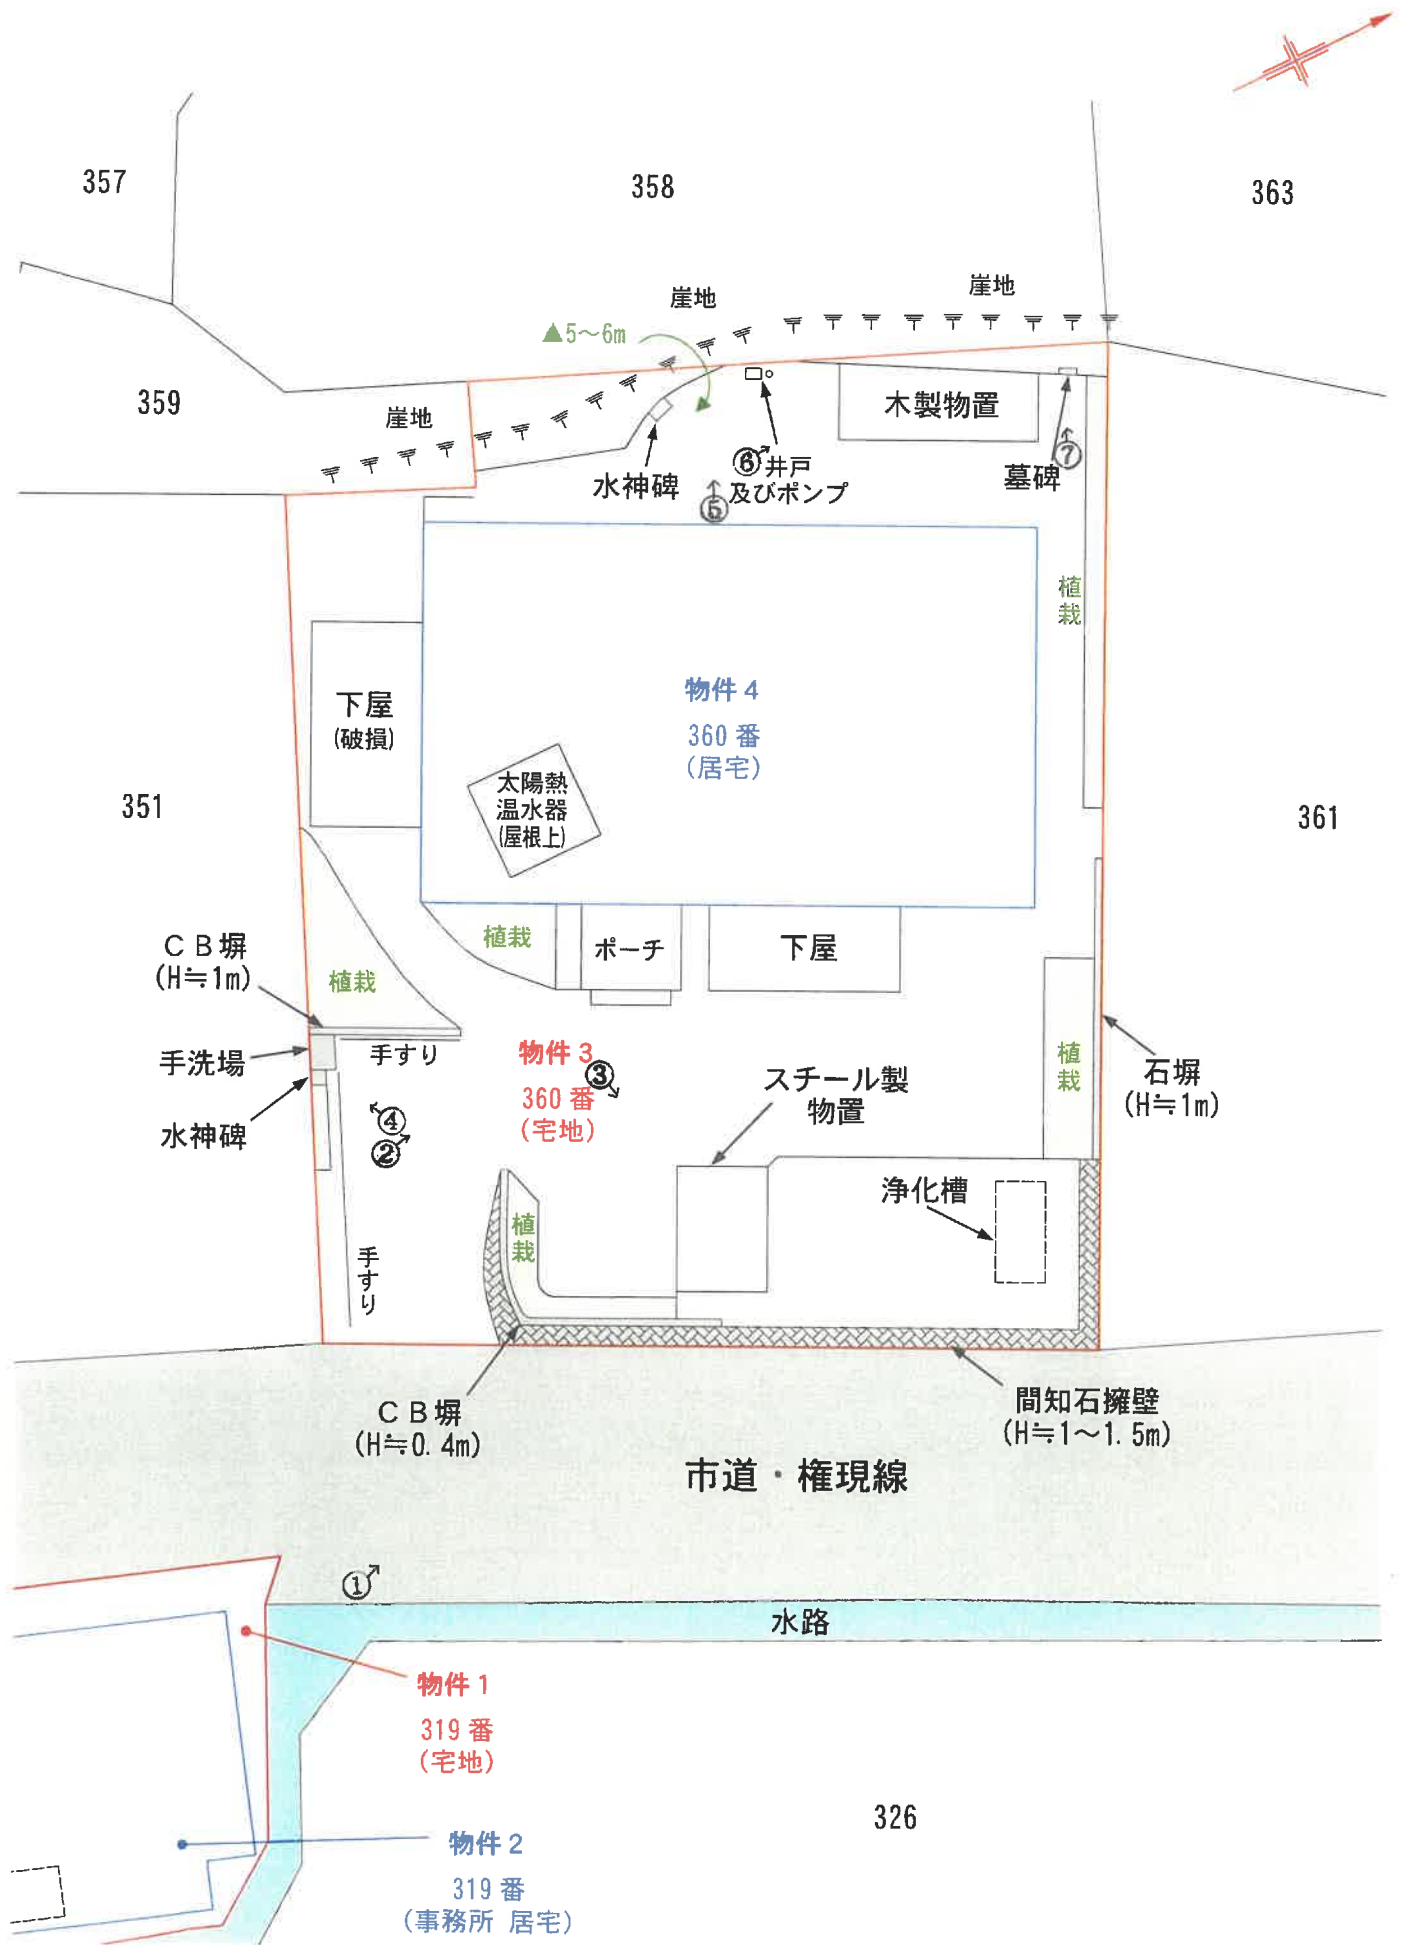 357
358
363
崖地
崖地
▲5～6m
359
崖地
木製物置
水神碑
⑥
井戸
及びポンプ
⑤
墓碑
⑦
植栽
物件４
360 番
(居宅)
下屋
(破損)
太陽熱
温水器
(屋根上)
351
361
ＣＢ塀
(H≒1m)
植栽
植栽
ポーチ
下屋
手洗場
手すり
水神碑
物件３
③
360 番
(宅地)
④
②
スチール製
物置
植栽
石塀
(H≒1m)
浄化槽
植栽
手すり
ＣＢ塀
(H≒0.4m)
間知石擁壁
(H≒1～1.5m)
市道・権現線
①
水路
物件１
319 番
(宅地)
326
物件２
319 番
(事務所 居宅)